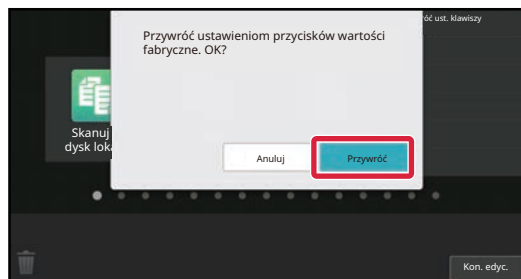 Przywróć ustawieniom przycisków wartości
fabryczne. OK?
óć ust. klawiszy
Skanuj
dysk lok
Anuluj
Przywróć
Kon. edyc.